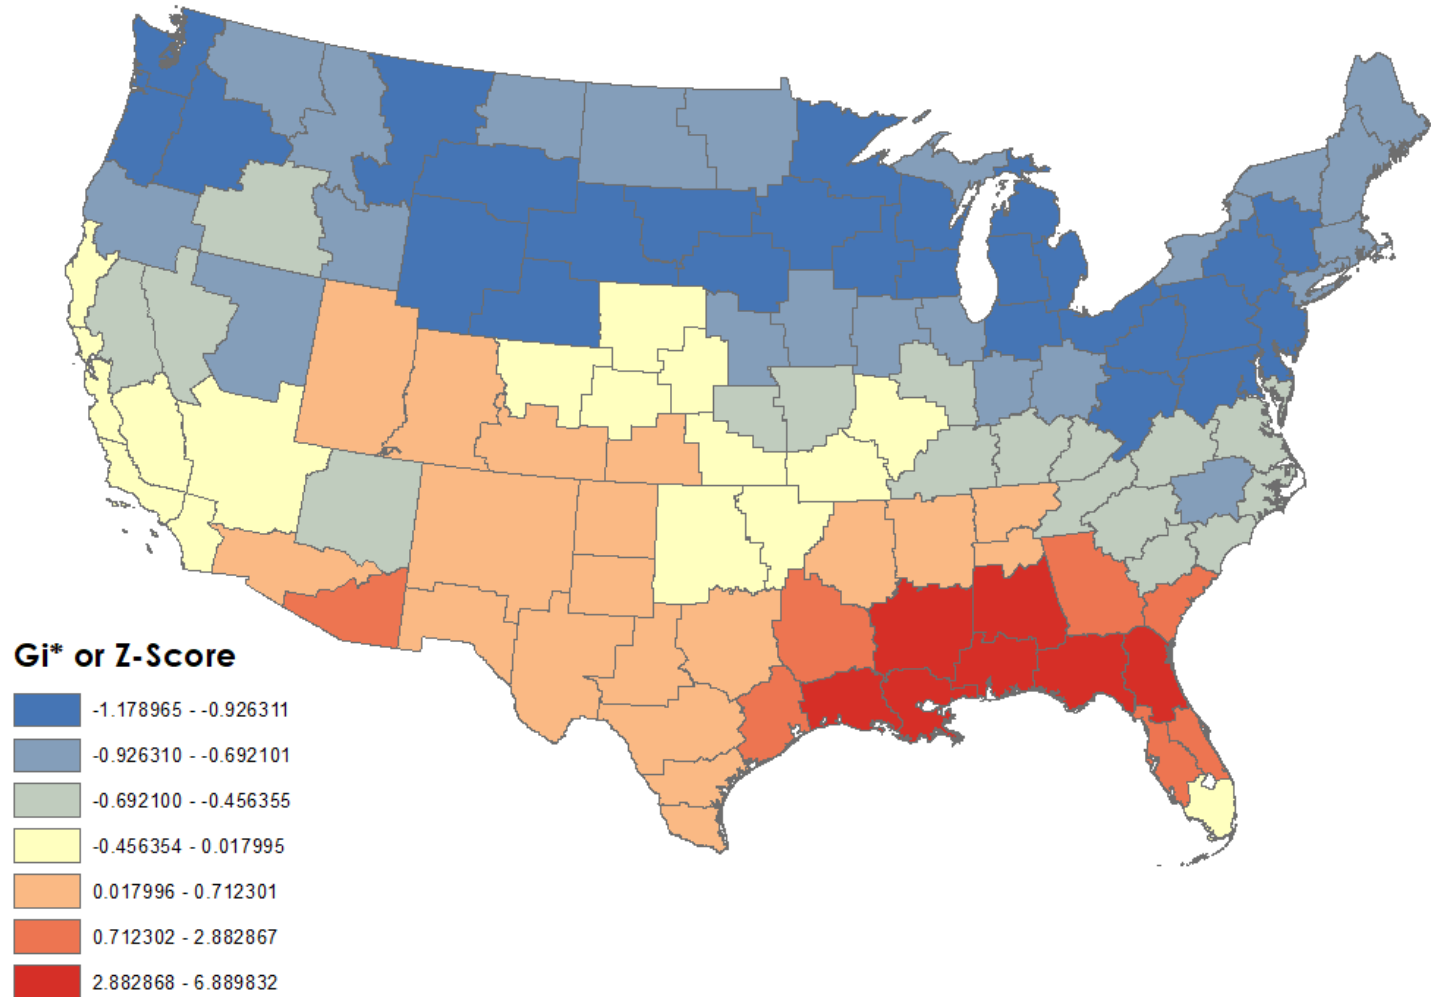 Gi* or Z-Score
-1.178965 - -0.926311
-0.926310 - -0.692101
-0.692100 - -0.456355
-0.456354 - 0.017995
0.017996 - 0.712301
0.712302 - 2.882867
2.882868 - 6.889832